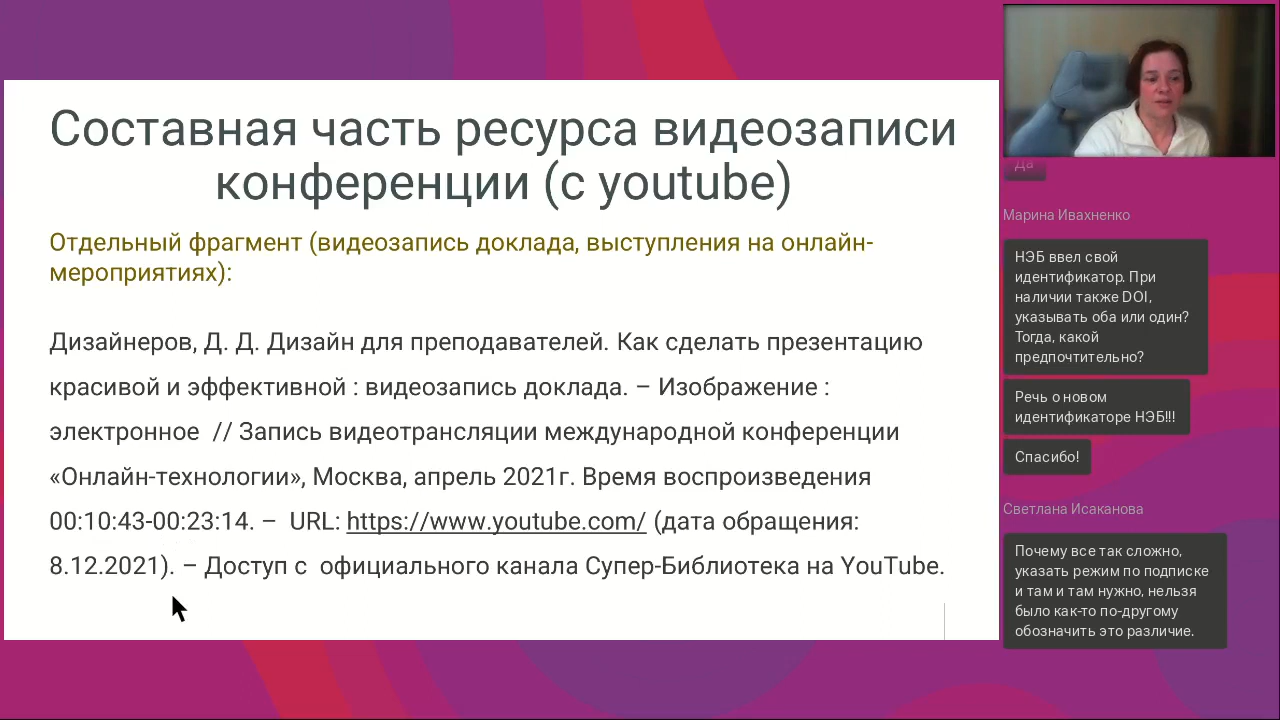 Составная часть ресурса видеозаписи
конференции (с youtube)
Отдельный фрагмент (видеозапись доклада, выступления на онлайн-
мероприятиях):
Дизайнеров, Д. Д. Дизайн для преподавателей. Как сделать презентацию
красивой и эффективной : видеозапись доклада. – Изображение :
электронное // Запись видеотрансляции международной конференции
«Онлайн-технологии», Москва, апрель 2021г. Время воспроизведения
00:10:43-00:23:14. – URL: https://www.youtube.com/ (дата обращения:
8.12.2021). – Доступ с официального канала Супер-Библиотека на YouTube.
Да
Марина Ивахненко
НЭБ ввел свой
идентификатор. При
наличии также DOI,
указывать оба или один?
Тогда, какой
предпочтительно?
Речь о новом
идентификаторе НЭБ!!!
Спасибо!
Светлана Исаканова
Почему все так сложно,
указать режим по подписке
и там и там нужно, нельзя
было как-то по-другому
обозначить это различие.